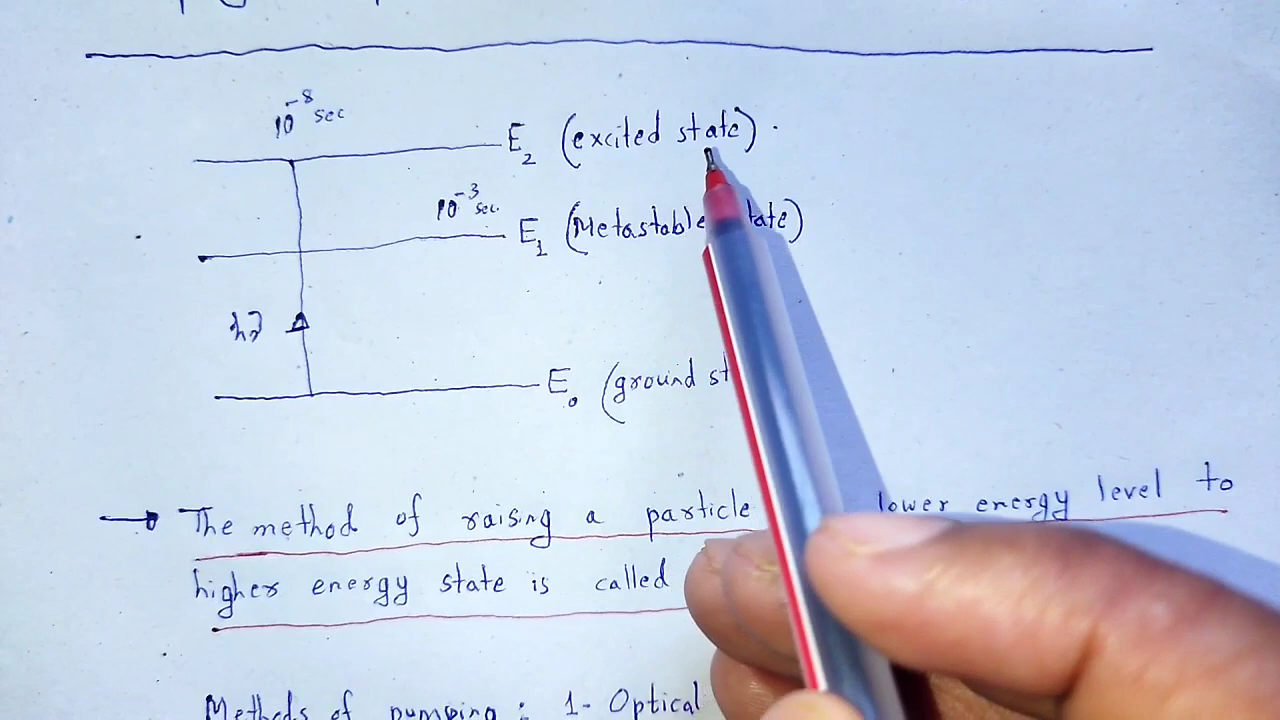 10⁻⁸ sec
E₂ (excited state).
10⁻³ sec.
E₁ (Metastable tate)
hν
E₀ (ground st
→ The method of raising a particle lower energy level to
higher energy state is called
Methods of pumping : 1- Optical